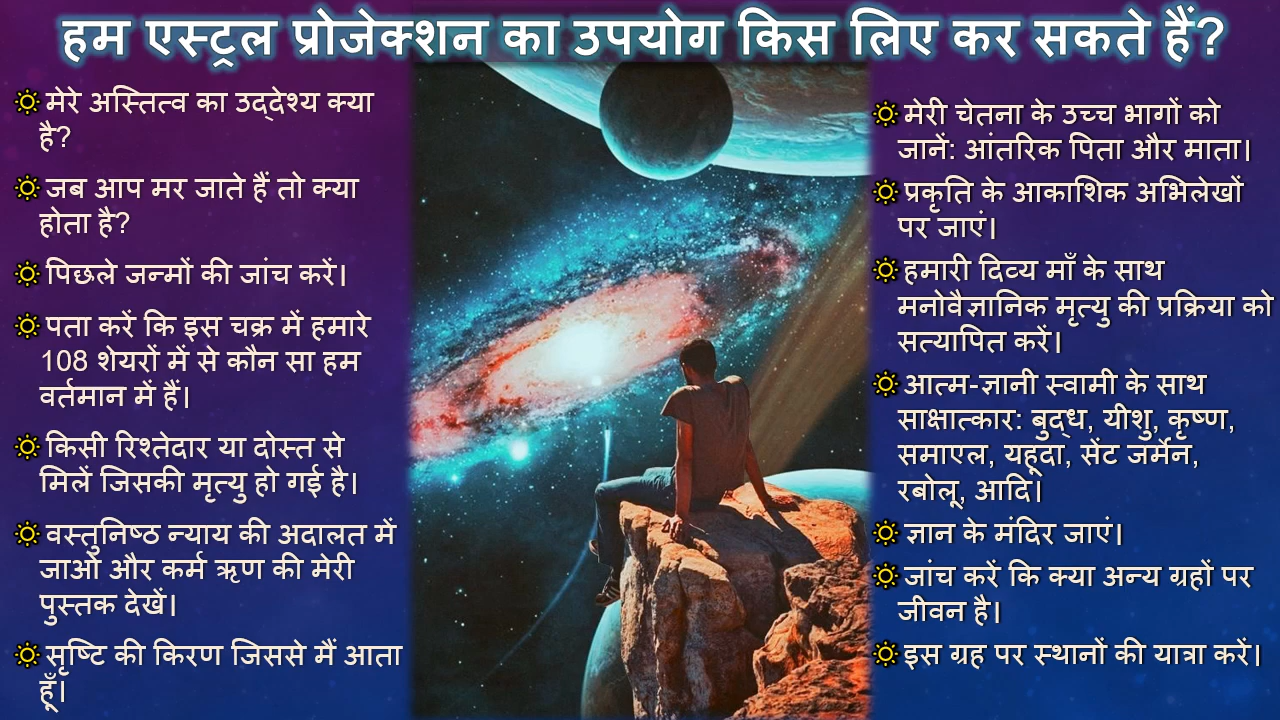 हम एस्ट्रल प्रोजेक्शन का उपयोग किस लिए कर सकते हैं?
मेरे अस्तित्व का उद्देश्य क्या
है?
जब आप मर जाते हैं तो क्या
होता है?
पिछले जन्मों की जांच करें।
पता करें कि इस चक्र में हमारे
108 शेयरों में से कौन सा हम
वर्तमान में हैं।
किसी रिश्तेदार या दोस्त से
मिलें जिसकी मृत्यु हो गई है।
वस्तुनिष्ठ न्याय की अदालत में
जाओ और कर्म ऋण की मेरी
पुस्तक देखें।
सृष्टि की किरण जिससे मैं आता
हूँ।
मेरी चेतना के उच्च भागों को
जानें: आंतरिक पिता और माता।
प्रकृति के आकाशिक अभिलेखों
पर जाएं।
हमारी दिव्य माँ के साथ
मनोवैज्ञानिक मृत्यु की प्रक्रिया को
सत्यापित करें।
आत्म-ज्ञानी स्वामी के साथ
साक्षात्कार: बुद्ध, यीशु, कृष्ण,
समाएल, यहूदा, सेंट जर्मेन,
रबोलू, आदि।
ज्ञान के मंदिर जाएं।
जांच करें कि क्या अन्य ग्रहों पर
जीवन है।
इस ग्रह पर स्थानों की यात्रा करें।